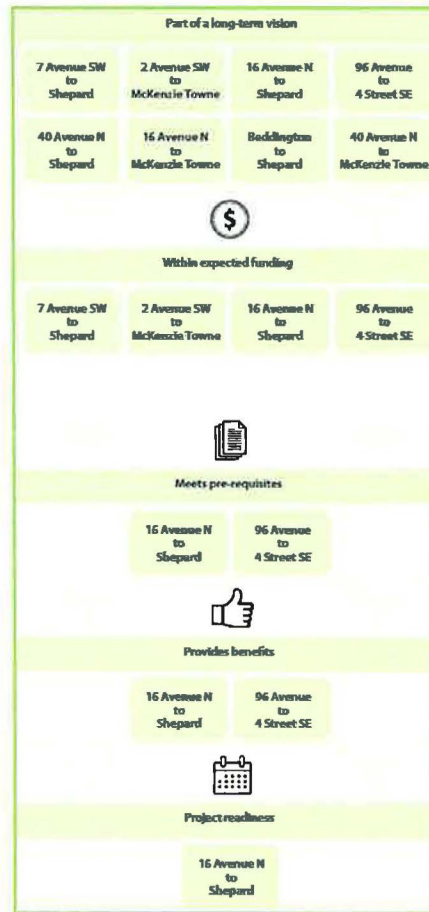 Part of a long-term vision
7 Avenue SW
to
Shepard
2 Avenue SW
to
McKenzie Towne
16 Avenue N
to
Shepard
96 Avenue
to
4 Street SE
40 Avenue N
to
Shepard
16 Avenue N
to
McKenzie Towne
Beddington
to
Shepard
40 Avenue N
to
McKenzie Towne
$
Within expected funding
7 Avenue SW
to
Shepard
2 Avenue SW
to
McKenzie Towne
16 Avenue N
to
Shepard
96 Avenue
to
4 Street SE
Meets pre-requisites
16 Avenue N
to
Shepard
96 Avenue
to
4 Street SE
Provides benefits
16 Avenue N
to
Shepard
96 Avenue
to
4 Street SE
Project readiness
16 Avenue N
to
Shepard